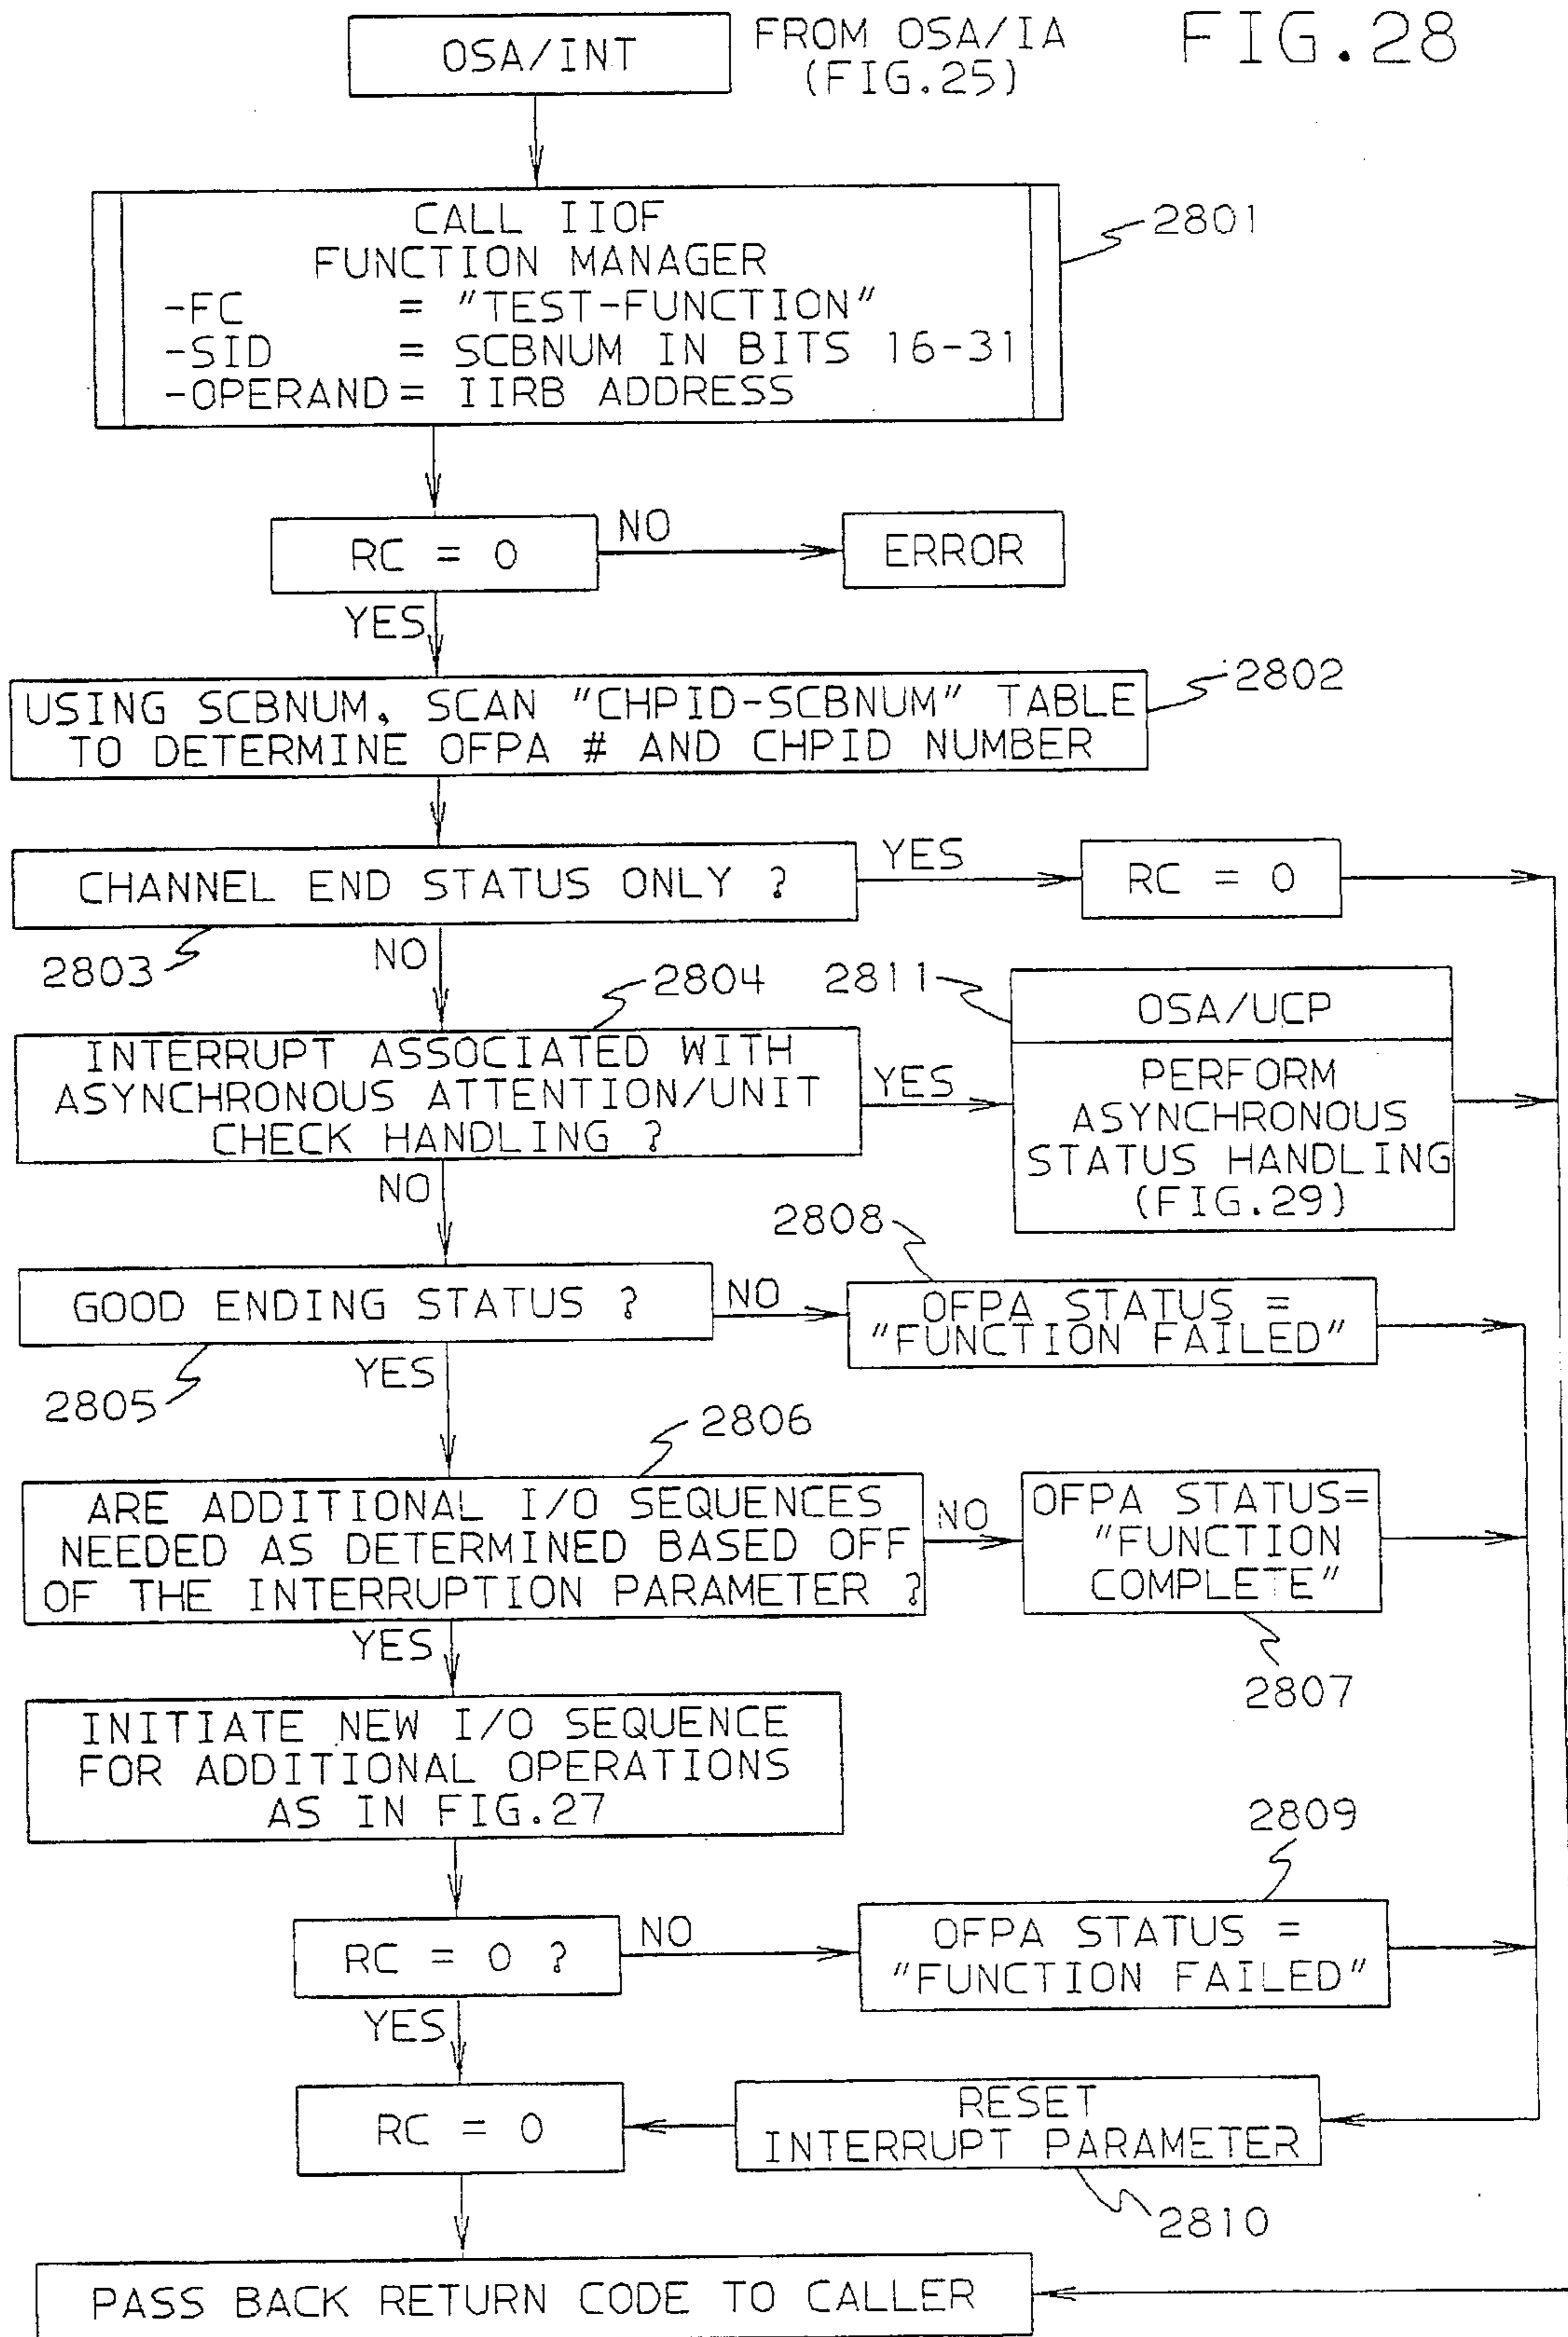 FIG.28
OSA/INT
FROM OSA/IA
(FIG.25)
CALL IIOF
FUNCTION MANAGER
-FC = "TEST-FUNCTION"
-SID = SCBNUM IN BITS 16-31
-OPERAND= IIRB ADDRESS
2801
RC = 0
NO
ERROR
YES
USING SCBNUM, SCAN "CHPID-SCBNUM" TABLE
TO DETERMINE OFPA # AND CHPID NUMBER
2802
CHANNEL END STATUS ONLY ?
YES
RC = 0
2803
NO
2804
2811
OSA/UCP
INTERRUPT ASSOCIATED WITH
ASYNCHRONOUS ATTENTION/UNIT
CHECK HANDLING ?
YES
PERFORM
ASYNCHRONOUS
STATUS HANDLING
(FIG.29)
NO
2808
GOOD ENDING STATUS ?
NO
OFPA STATUS =
"FUNCTION FAILED"
2805
YES
2806
ARE ADDITIONAL I/O SEQUENCES
NEEDED AS DETERMINED BASED OFF
OF THE INTERRUPTION PARAMETER ?
NO
OFPA STATUS=
"FUNCTION
COMPLETE"
2807
YES
INITIATE NEW I/O SEQUENCE
FOR ADDITIONAL OPERATIONS
AS IN FIG.27
2809
RC = 0 ?
NO
OFPA STATUS =
"FUNCTION FAILED"
YES
RC = 0
RESET
INTERRUPT PARAMETER
2810
PASS BACK RETURN CODE TO CALLER